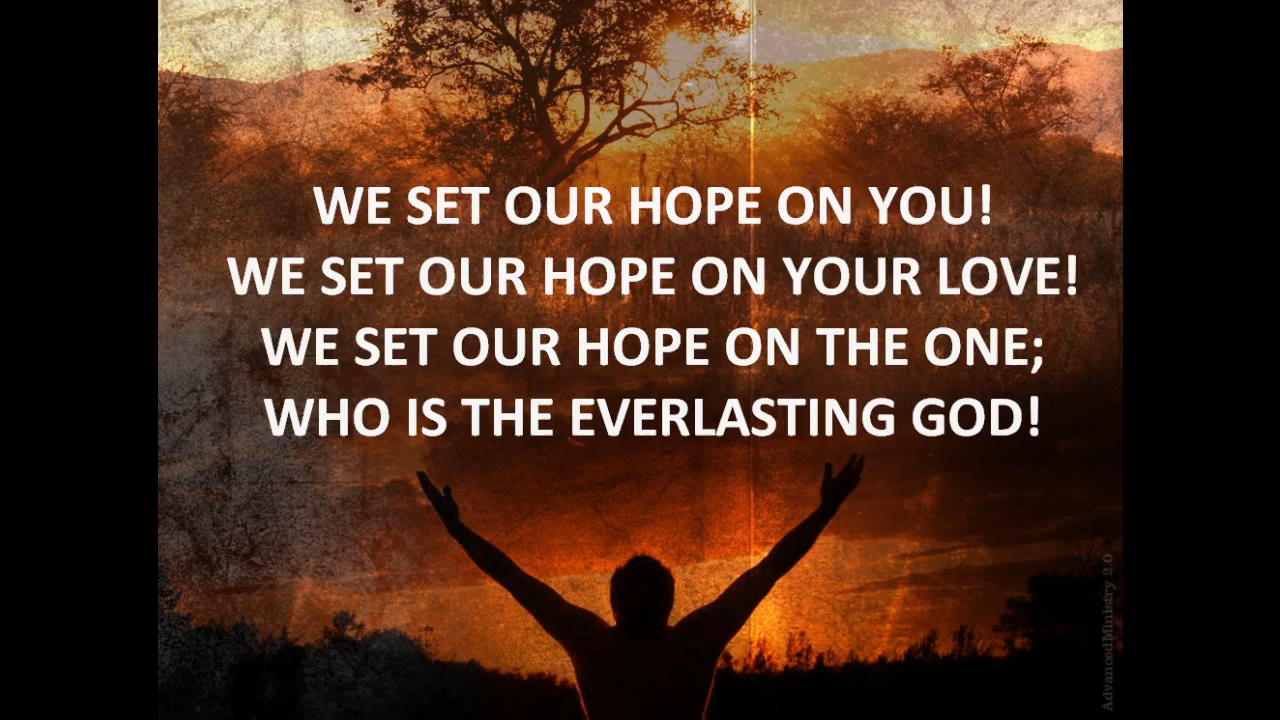 WE SET OUR HOPE ON YOU!
WE SET OUR HOPE ON YOUR LOVE!
WE SET OUR HOPE ON THE ONE;
WHO IS THE EVERLASTING GOD!
AdvancedMinistry 2.0